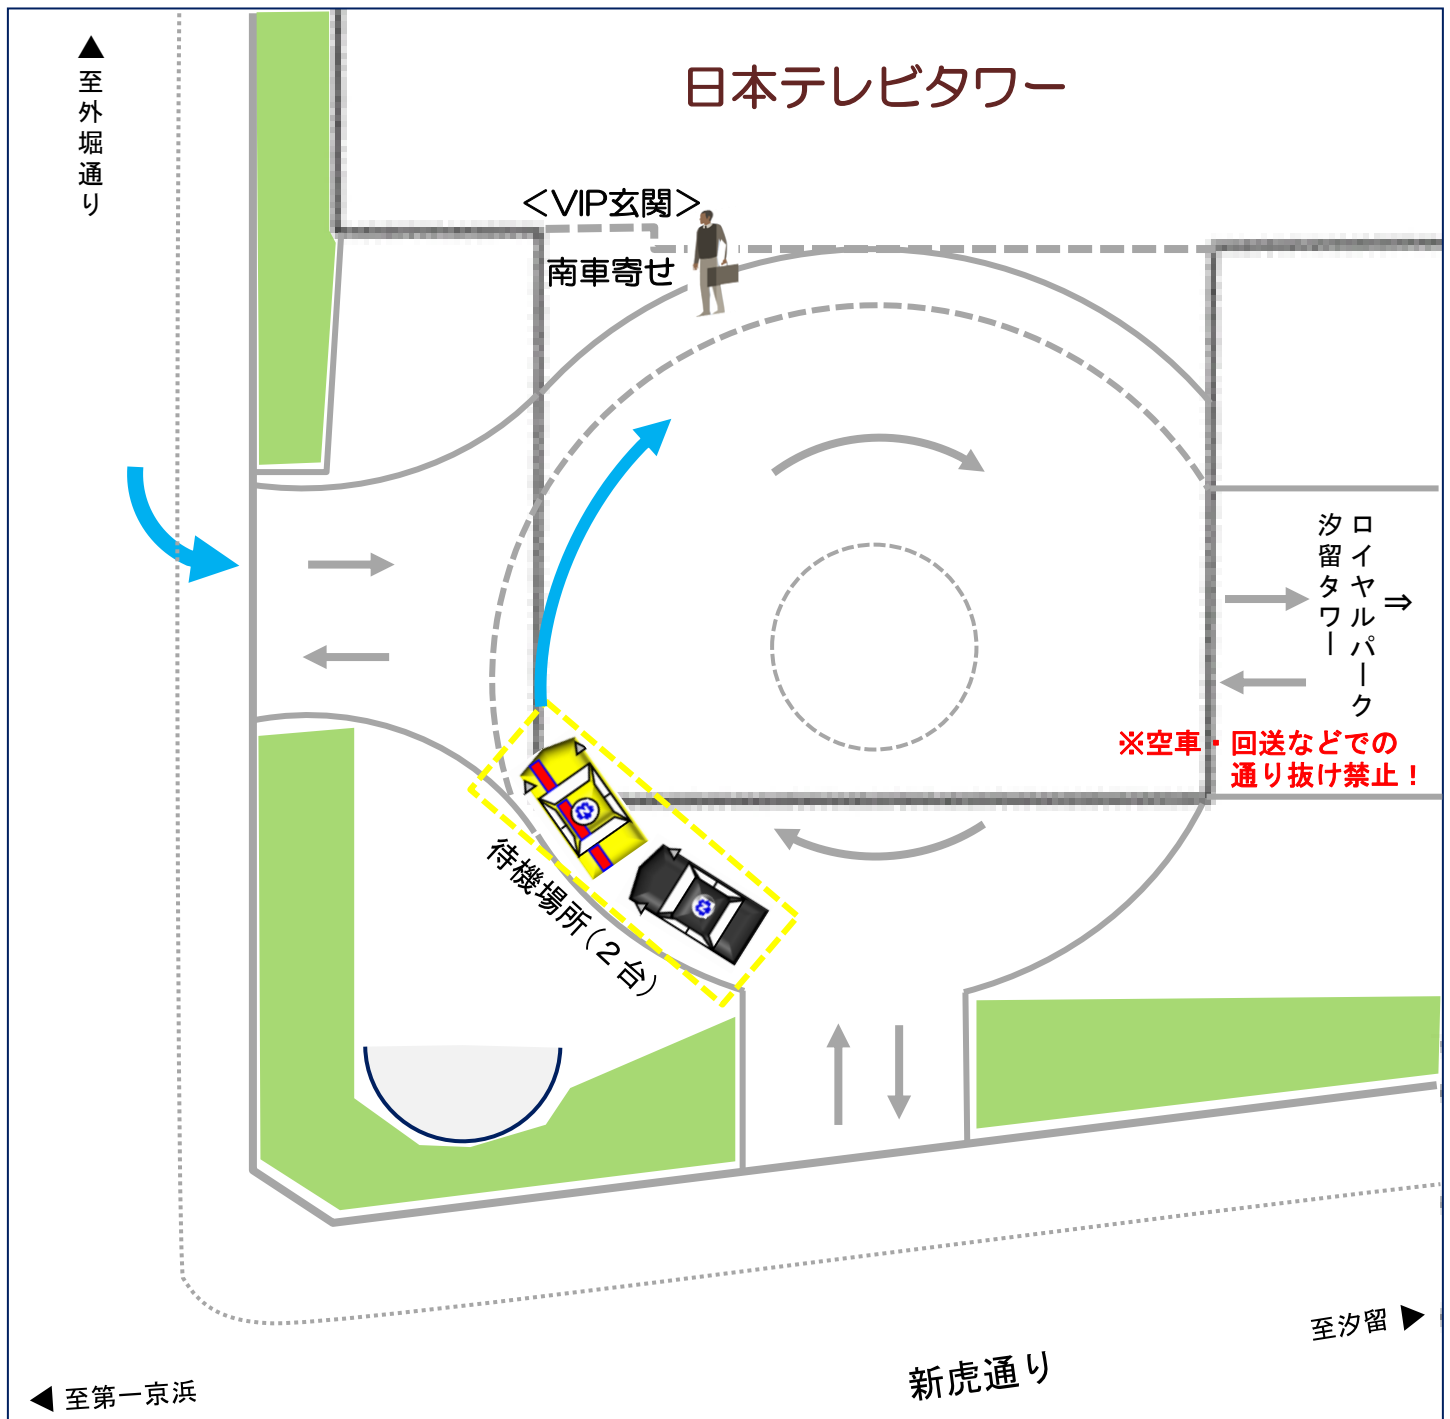 日本テレビタワー
▲至外堀通り
＜VIP玄関＞
南車寄せ
ロイヤルパーク
汐留タワー
⇒
※空車・回送などでの
通り抜け禁止！
待機場所（２台）
至汐留 ▶
新虎通り
◀ 至第一京浜